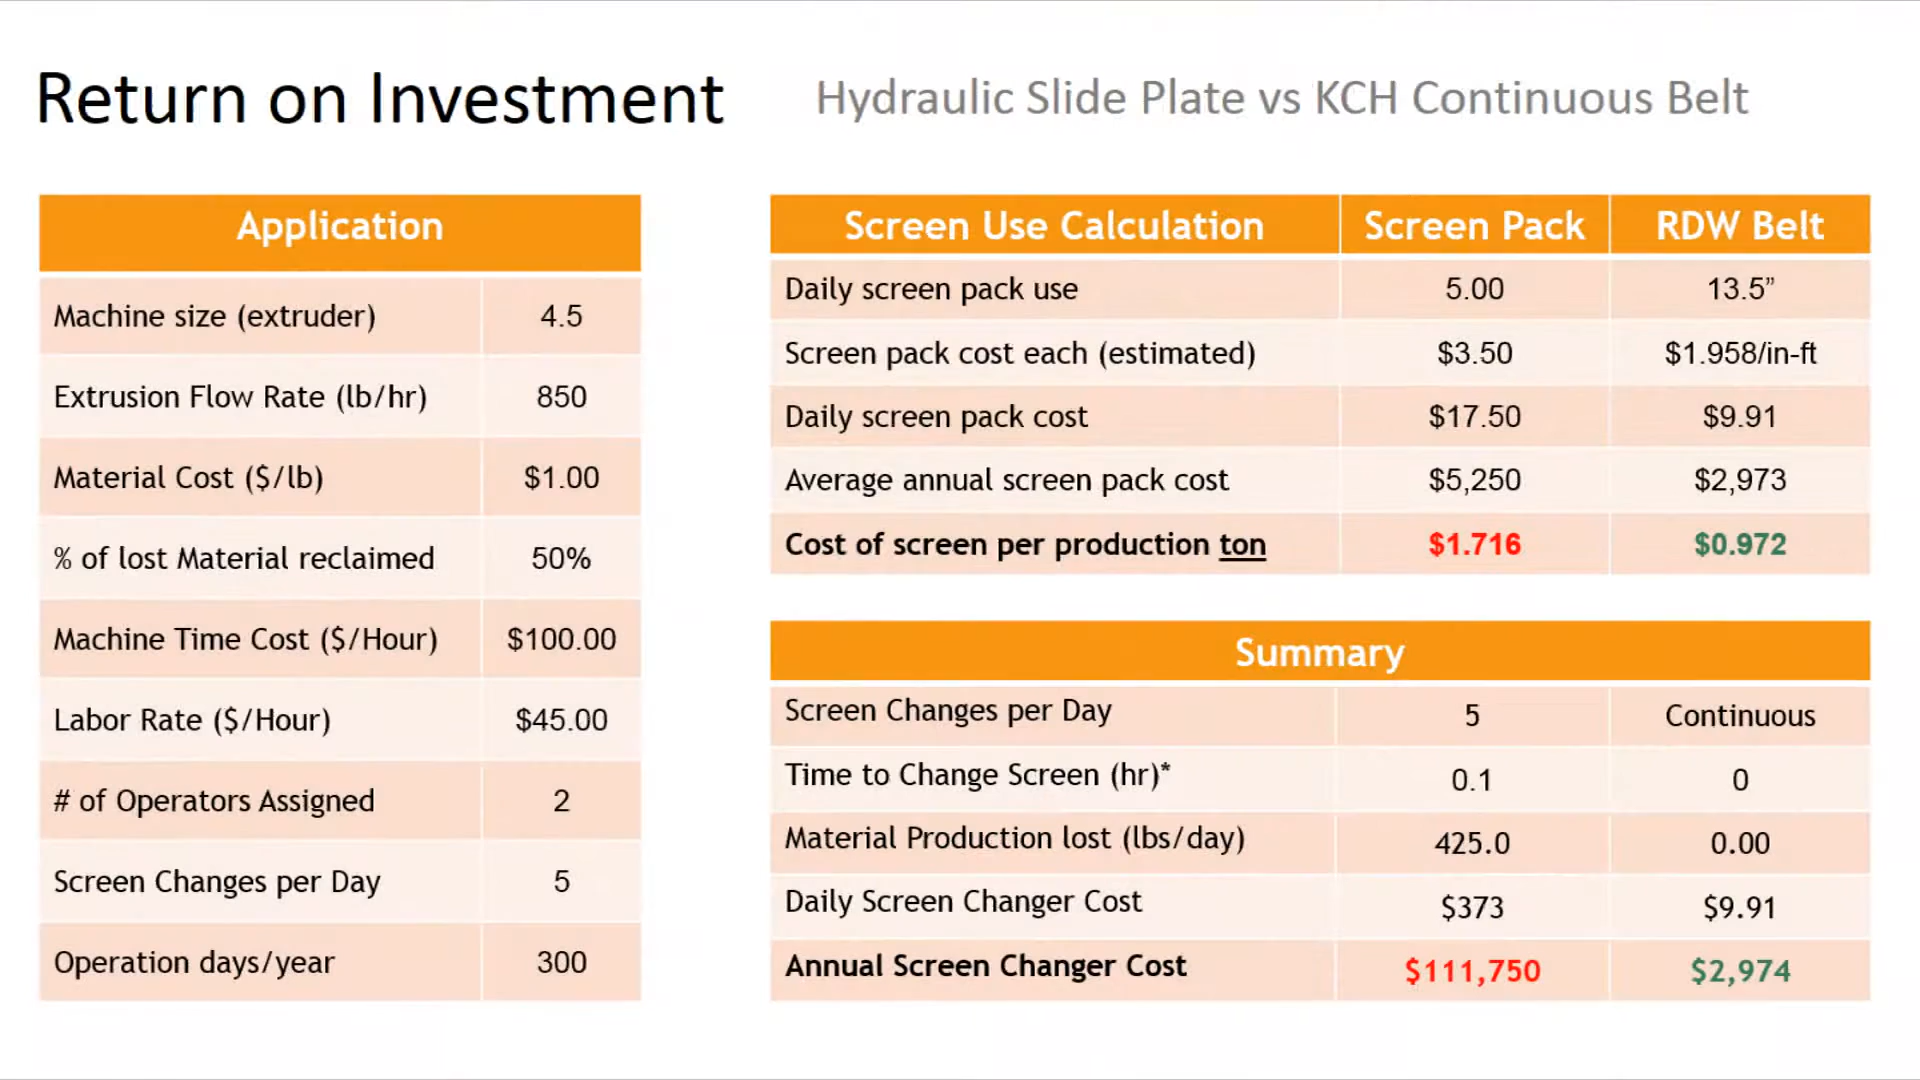 Return on Investment
Hydraulic Slide Plate vs KCH Continuous Belt
Application
Machine size (extruder) 4.5
Extrusion Flow Rate (lb/hr) 850
Material Cost ($/lb) $1.00
% of lost Material reclaimed 50%
Machine Time Cost ($/Hour) $100.00
Labor Rate ($/Hour) $45.00
# of Operators Assigned 2
Screen Changes per Day 5
Operation days/year 300
Screen Use Calculation Screen Pack RDW Belt
Daily screen pack use 5.00 13.5”
Screen pack cost each (estimated) $3.50 $1.958/in-ft
Daily screen pack cost $17.50 $9.91
Average annual screen pack cost $5,250 $2,973
Cost of screen per production ton $1.716 $0.972
Summary
Screen Changes per Day 5 Continuous
Time to Change Screen (hr)* 0.1 0
Material Production lost (lbs/day) 425.0 0.00
Daily Screen Changer Cost $373 $9.91
Annual Screen Changer Cost $111,750 $2,974